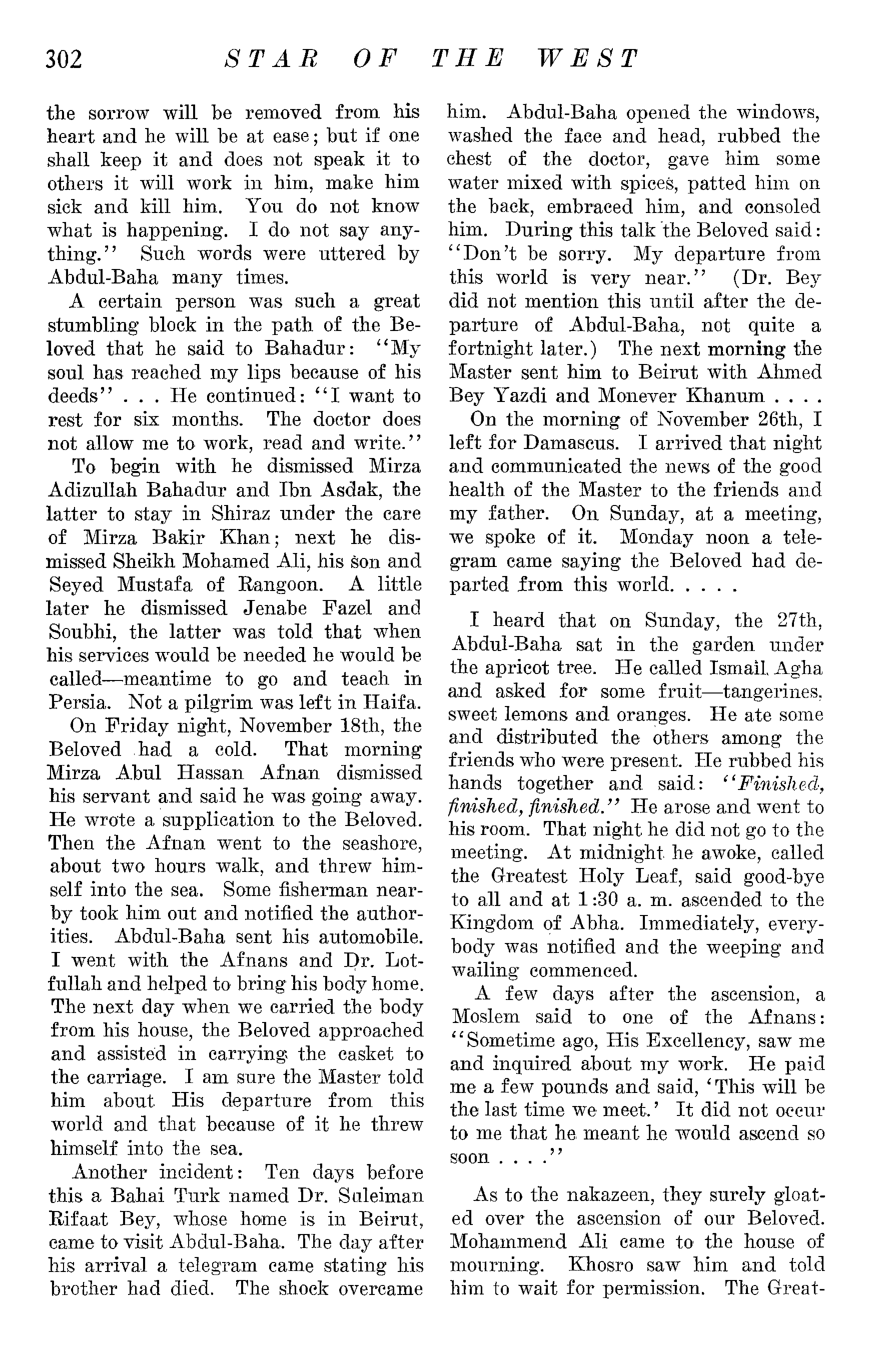 302 STAR OF THE WEST
the sorrow will be removed from his
heart and he will be at ease; but if one
shall keep it and does not speak it to
others it will work in him, make him
sick and kill him. You do not know
what is happening. I do not say any-
thing.'' Such words were uttered by
Abdul-Baha many times.
A certain person was such a great
stumbling block in the path of the Be-
loved that he said to Bahadur: ``My
soul has reached my lips because of his
deeds'' . . . He continued: ``I want to
rest for six months. The doctor does
not allow me to work, read and write.''
To begin with he dismissed Mirza
Adizullah Bahadur and Ibn Asdak, the
latter to stay in Shiraz under the care
of Mirza Bakir Khan; next he dis-
missed Sheikh Mohamed Ali, his son and
Seyed Mustafa of Rangoon. A little
later he dismissed Jenabe Fazel and
Soubhi, the latter was told that when
his services would be needed he would be
called—meantime to go and teach in
Persia. Not a pilgrim was left in Haifa.
On Friday night, November 18th, the
Beloved had a cold. That morning
Mirza Abul Hassan Afnan dismissed
his servant and said he was going away.
He wrote a supplication to the Beloved.
Then the Afnan went to the seashore,
about two hours walk, and threw him-
self into the sea. Some fisherman near-
by took him out and notified the author-
ities. Abdul-Baha sent his automobile.
I went with the Afnans and Dr. Lot-
fullah and helped to bring his body home.
The next day when we carried the body
from his house, the Beloved approached
and assisted in carrying the casket to
the carriage. I am sure the Master told
him about His departure from this
world and that because of it he threw
himself into the sea.
Another incident: Ten days before
this a Bahai Turk named Dr. Suleiman
Rifaat Bey, whose home is in Beirut,
came to visit Abdul-Baha. The day after
his arrival a telegram came stating his
brother had died. The shock overcame
him. Abdul-Baha opened the windows,
washed the face and head, rubbed the
chest of the doctor, gave him some
water mixed with spices, patted him on
the back, embraced him, and consoled
him. During this talk the Beloved said:
``Don't be sorry. My departure from
this world is very near.'' (Dr. Bey
did not mention this until after the de-
parture of Abdul-Baha, not quite a
fortnight later.) The next morning the
Master sent him to Beirut with Ahmed
Bey Yazdi and Monever Khanum . . . .
On the morning of November 26th, I
left for Damascus. I arrived that night
and communicated the news of the good
health of the Master to the friends and
my father. On Sunday, at a meeting,
we spoke of it. Monday noon a tele-
gram came saying the Beloved had de-
parted from this world. . . . . .
I heard that on Sunday, the 27th,
Abdul-Baha sat in the garden under
the apricot tree. He called Ismail Agha
and asked for some fruit—tangerines,
sweet lemons and oranges. He ate some
and distributed the others among the
friends who were present. He rubbed his
hands together and said: ``Finished,
finished, finished.'' He arose and went to
his room. That night he did not go to the
meeting. At midnight he awoke, called
the Greatest Holy Leaf, said good-bye
to all and at 1:30 a. m. ascended to the
Kingdom of Abha. Immediately, every-
body was notified and the weeping and
wailing commenced.
A few days after the ascension, a
Moslem said to one of the Afnans:
``Sometime ago, His Excellency, saw me
and inquired about my work. He paid
me a few pounds and said, `This will be
the last time we meet.' It did not occur
to me that he meant he would ascend so
soon . . . .''
As to the nakazeen, they surely gloat-
ed over the ascension of our Beloved.
Mohammend Ali came to the house of
mourning. Khosro saw him and told
him to wait for permission. The Great-